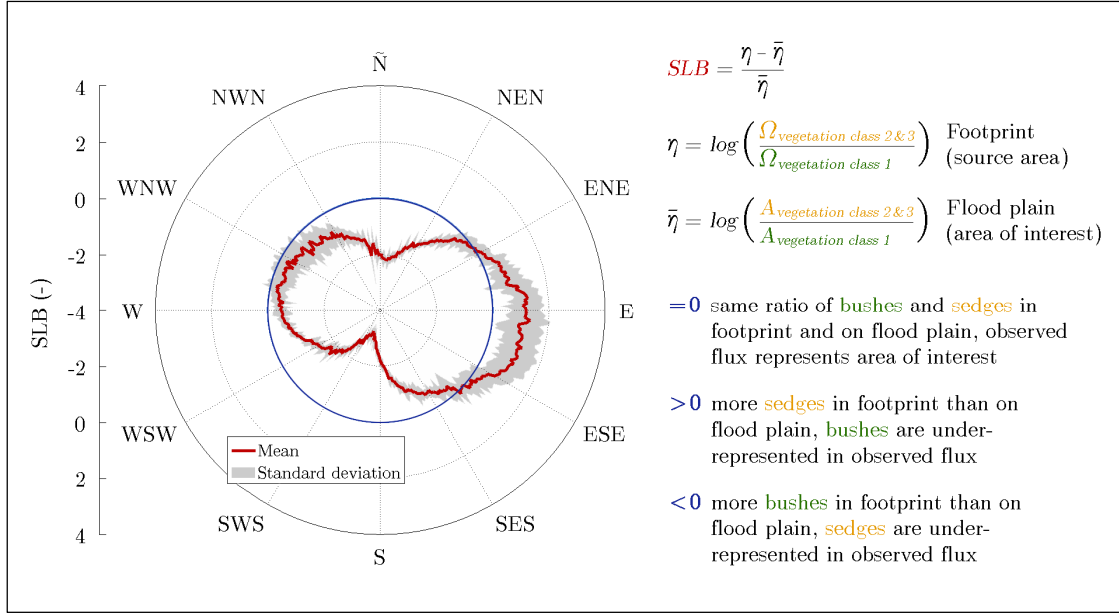 Ñ
NWN
NEN
WNW
ENE
W
E
WSW
ESE
SWS
SES
S
4
2
0
-2
-4
-2
0
2
4
SLB (-)
Mean
Standard deviation
SLB = η - η̄ / η̄
η = log( Ω vegetation class 2 & 3 / Ω vegetation class 1 ) Footprint
(source area)
η̄ = log( A vegetation class 2 & 3 / A vegetation class 1 ) Flood plain
(area of interest)
=0 same ratio of bushes and sedges in
footprint and on flood plain, observed
flux represents area of interest
>0 more sedges in footprint than on
flood plain, bushes are under-
represented in observed flux
<0 more bushes in footprint than on
flood plain, sedges are under-
represented in observed flux